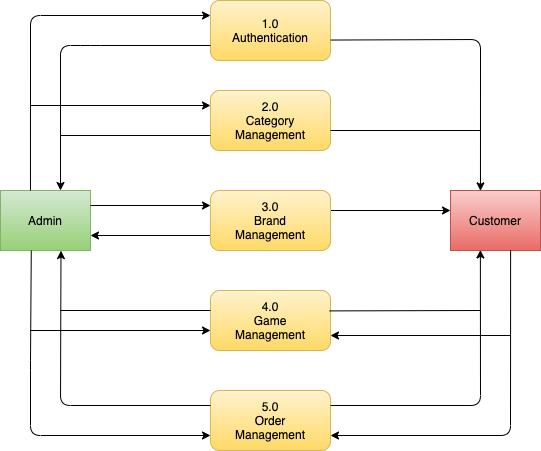 1.0
Authentication
2.0
Category
Management
Admin
3.0
Brand
Management
Customer
4.0
Game
Management
5.0
Order
Management